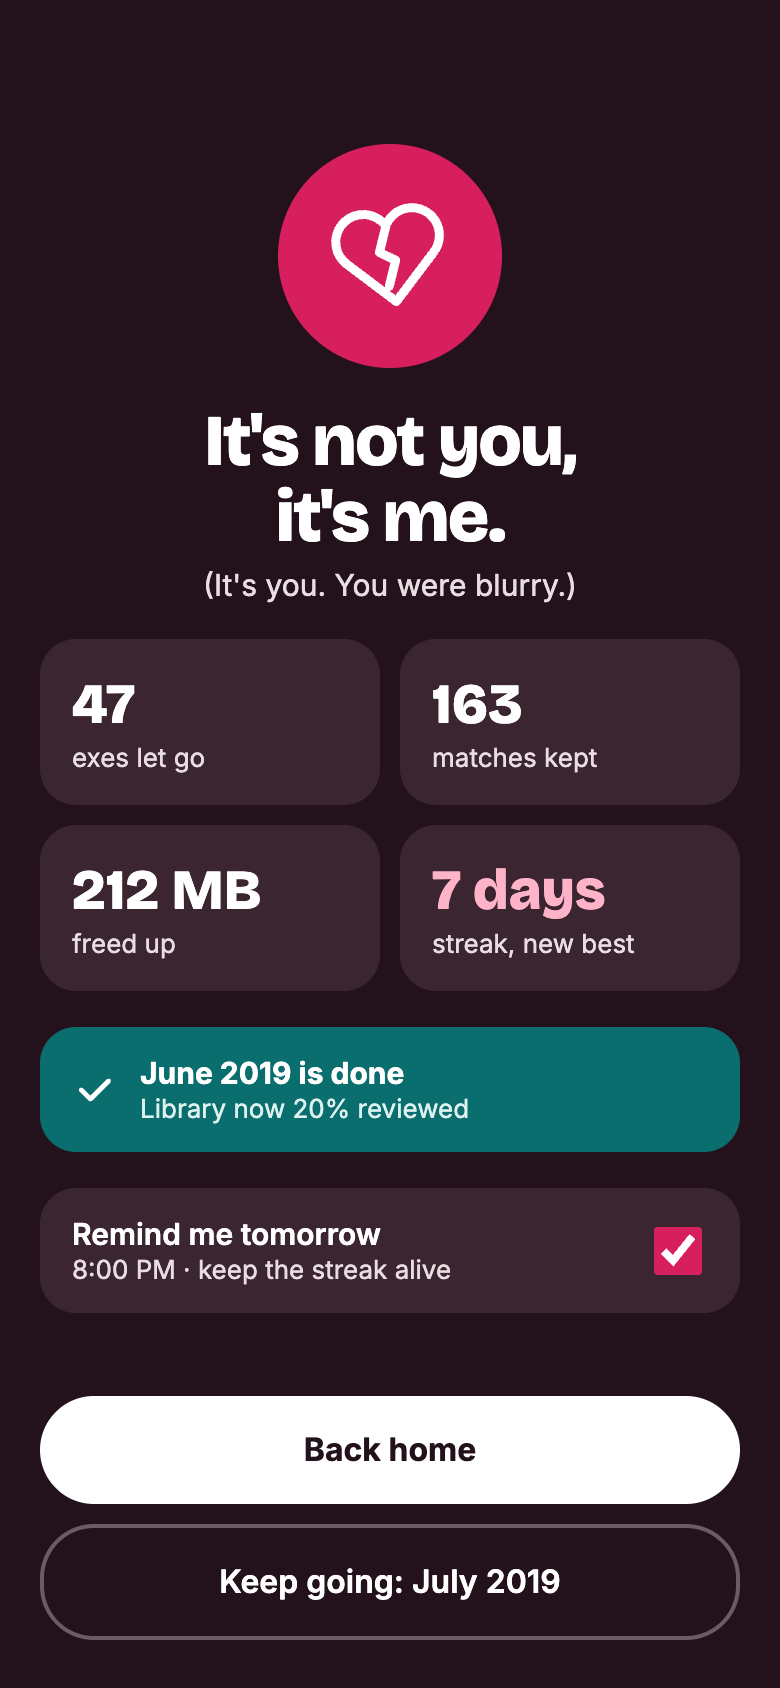 It's not you,
it's me.
(It's you. You were blurry.)
47
exes let go
163
matches kept
212 MB
freed up
7 days
streak, new best
June 2019 is done
Library now 20% reviewed
Remind me tomorrow
8:00 PM · keep the streak alive
Back home
Keep going: July 2019